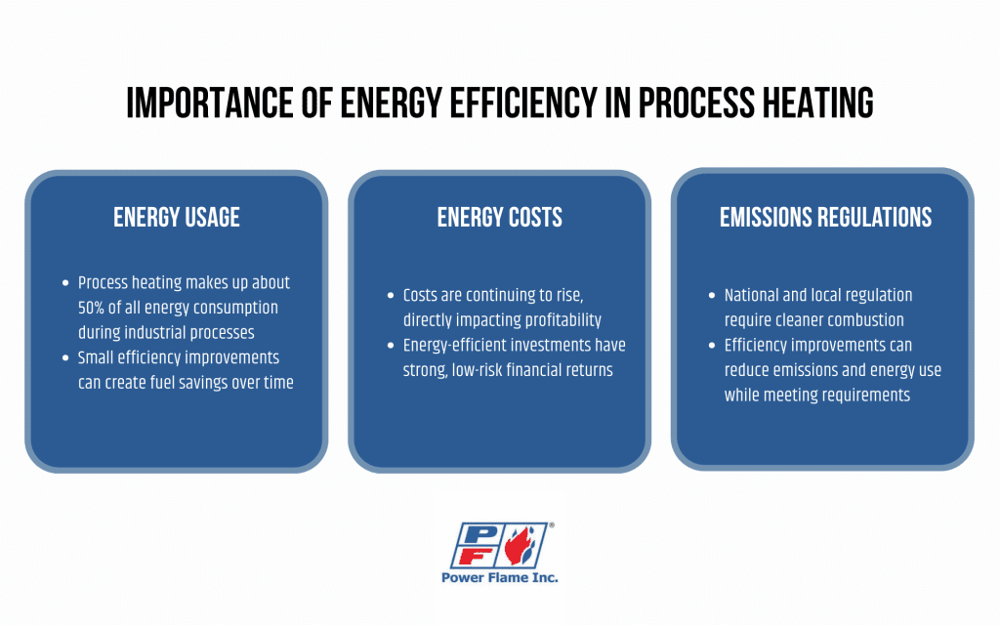 IMPORTANCE OF ENERGY EFFICIENCY IN PROCESS HEATING
ENERGY USAGE
• Process heating makes up about
50% of all energy consumption
during industrial processes
• Small efficiency improvements
can create fuel savings over time
ENERGY COSTS
• Costs are continuing to rise,
directly impacting profitability
• Energy-efficient investments have
strong, low-risk financial returns
EMISSIONS REGULATIONS
• National and local regulation
require cleaner combustion
• Efficiency improvements can
reduce emissions and energy use
while meeting requirements
P
F
®
Power Flame Inc.